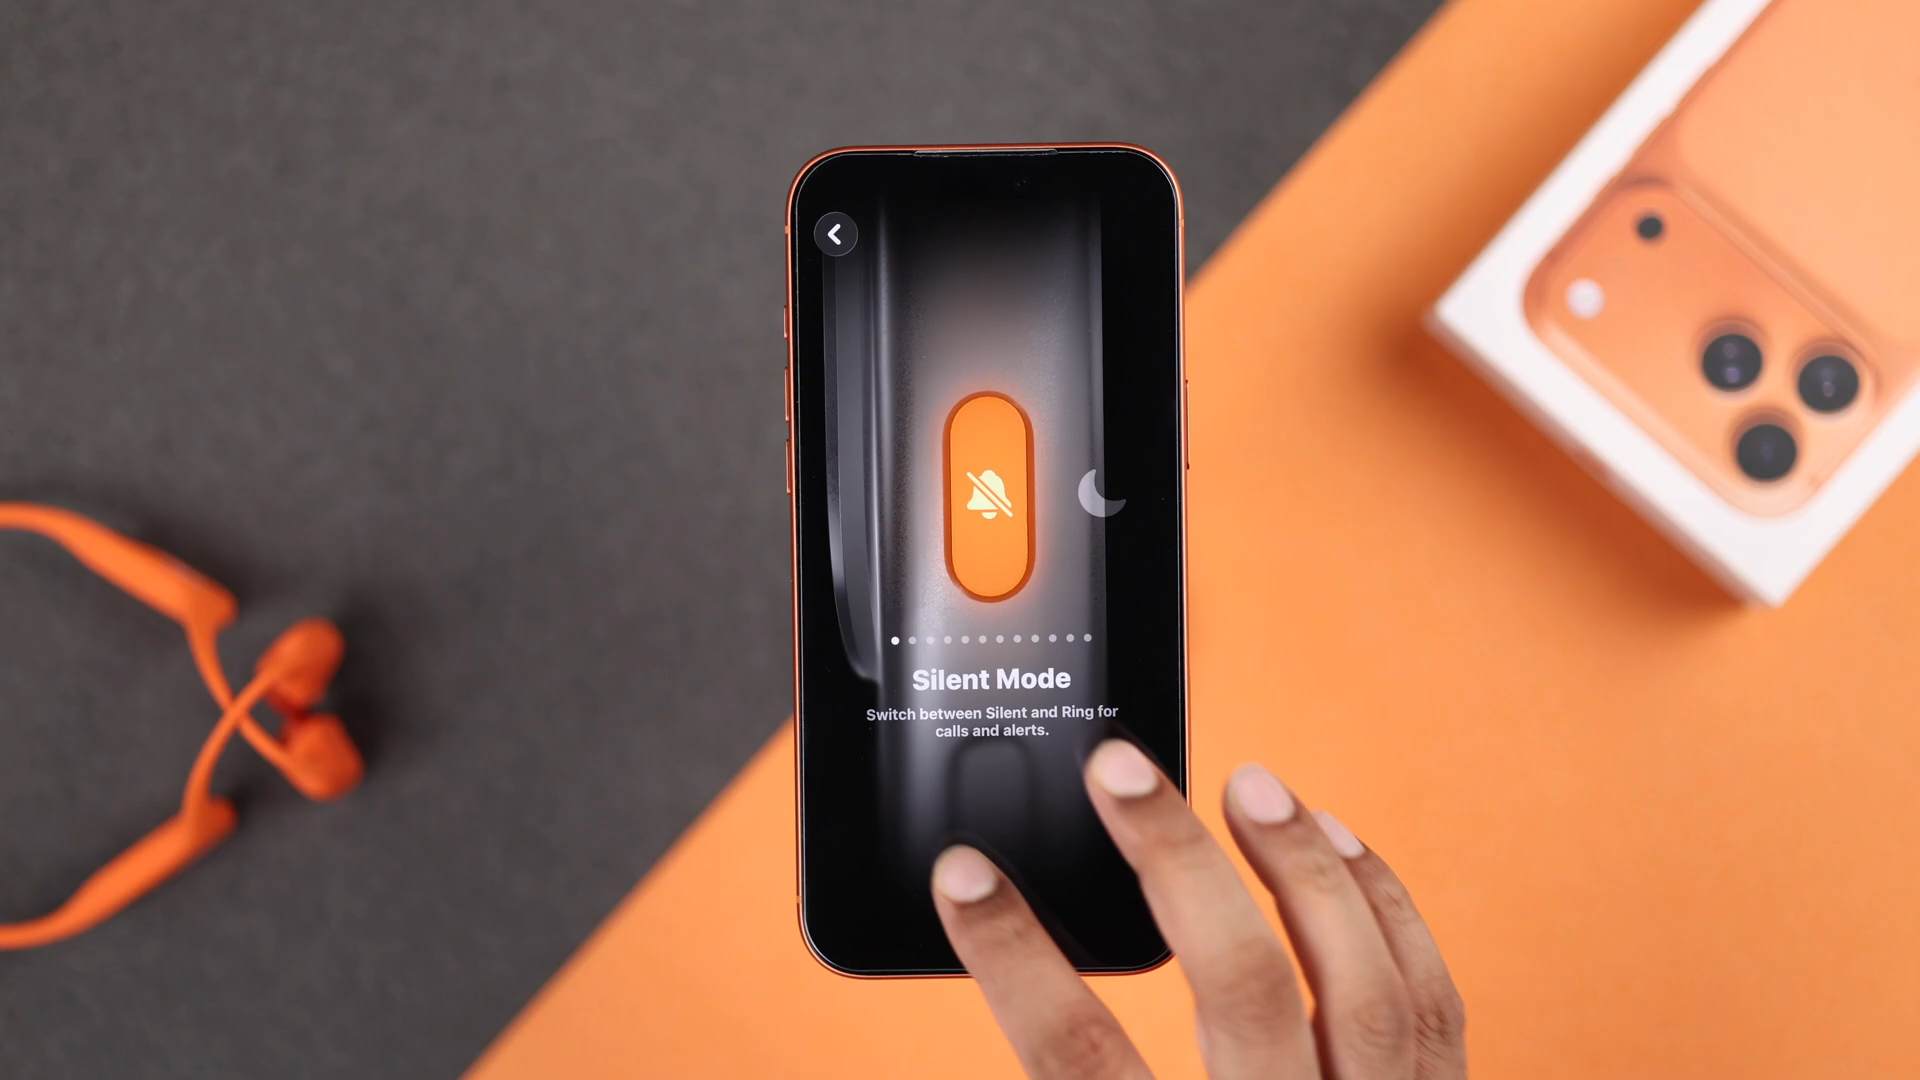 Silent Mode
Switch between Silent and Ring for
calls and alerts.